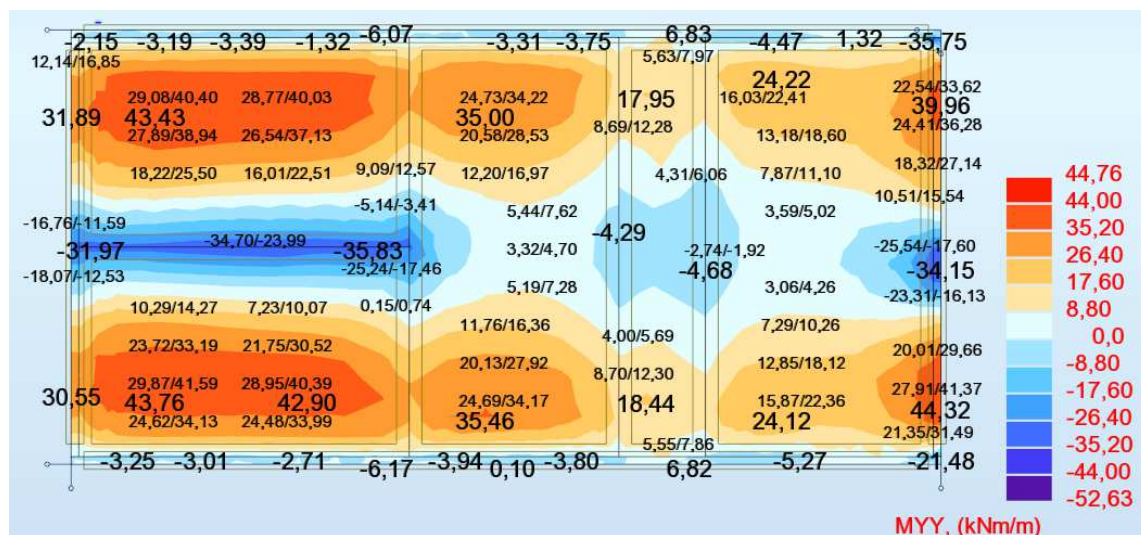 -2,15 -3,19 -3,39 -1,32 -6,07 -3,31 -3,75 6,83 -4,47 1,32 -35,75
12,14/16,85 5,63/7,97
24,22 22,54/33,62
29,08/40,40 28,77/40,03 24,73/34,22 17,95 16,03/22,41
31,89 43,43 35,00 39,96
27,89/38,94 26,54/37,13 20,58/28,53 8,69/12,28 13,18/18,60 24,41/36,28
18,22/25,50 16,01/22,51 9,09/12,57 12,20/16,97 4,31/6,06 7,87/11,10 18,32/27,14
10,51/15,54
-5,14/-3,41 5,44/7,62 3,59/5,02
-16,76/-11,59 -4,29
-31,97 -34,70/-23,99 -35,83 3,32/4,70 -2,74/-1,92 -25,54/-17,60
-18,07/-12,53 -25,24/-17,46 -4,68 -34,15
5,19/7,28 3,06/4,26 -23,31/-16,13
10,29/14,27 7,23/10,07 0,15/0,74
11,76/16,36 4,00/5,69 7,29/10,26
23,72/33,19 21,75/30,52 20,01/29,66
20,13/27,92 8,70/12,30 12,85/18,12
29,87/41,59 28,95/40,39 27,91/41,37
30,55 43,76 42,90 24,69/34,17 18,44 15,87/22,36 44,32
24,62/34,13 24,48/33,99 35,46 24,12 21,35/31,49
5,55/7,86
-3,25 -3,01 -2,71 -6,17 -3,94 0,10 -3,80 6,82 -5,27 -21,48
44,76
44,00
35,20
26,40
17,60
8,80
0,0
-8,80
-17,60
-26,40
-35,20
-44,00
-52,63
MYY, (kNm/m)